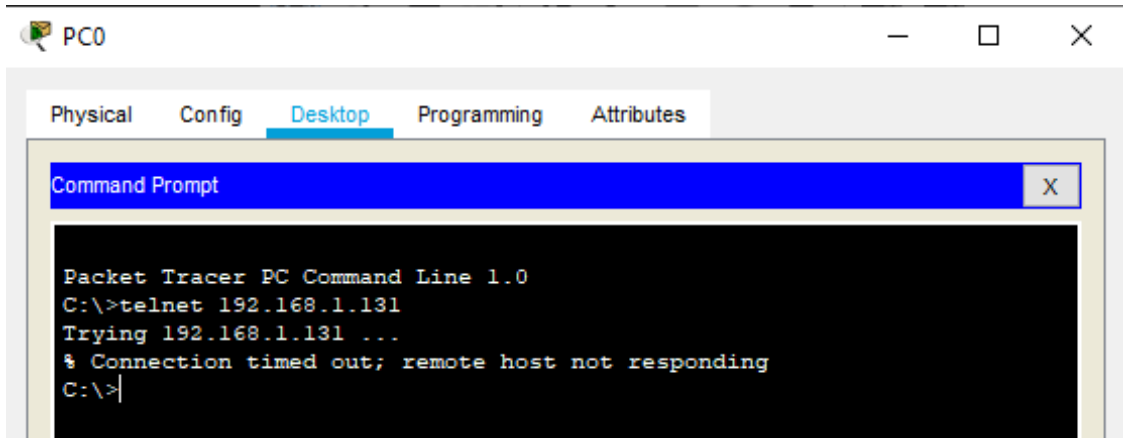 PC0
Physical Config Desktop Programming Attributes
Command Prompt
X
Packet Tracer PC Command Line 1.0
C:\>telnet 192.168.1.131
Trying 192.168.1.131 ...
% Connection timed out; remote host not responding
C:\>